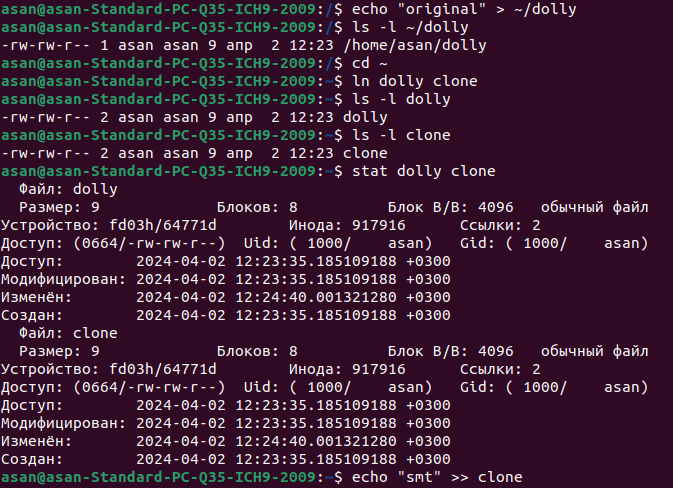 asan@asan-Standard-PC-Q35-ICH9-2009:/$ echo "original" > ~/dolly
asan@asan-Standard-PC-Q35-ICH9-2009:/$ ls -l ~/dolly
-rw-rw-r-- 1 asan asan 9 апр  2 12:23 /home/asan/dolly
asan@asan-Standard-PC-Q35-ICH9-2009:/$ cd ~
asan@asan-Standard-PC-Q35-ICH9-2009:~$ ln dolly clone
asan@asan-Standard-PC-Q35-ICH9-2009:~$ ls -l dolly
-rw-rw-r-- 2 asan asan 9 апр  2 12:23 dolly
asan@asan-Standard-PC-Q35-ICH9-2009:~$ ls -l clone
-rw-rw-r-- 2 asan asan 9 апр  2 12:23 clone
asan@asan-Standard-PC-Q35-ICH9-2009:~$ stat dolly clone
  Файл: dolly
  Размер: 9             Блоков: 8          Блок В/В: 4096   обычный файл
Устройство: fd03h/64771d        Инода: 917916      Ссылки: 2
Доступ: (0664/-rw-rw-r--)  Uid: ( 1000/    asan)   Gid: ( 1000/    asan)
Доступ:        2024-04-02 12:23:35.185109188 +0300
Модифицирован: 2024-04-02 12:23:35.185109188 +0300
Изменён:       2024-04-02 12:24:40.001321280 +0300
Создан:        2024-04-02 12:23:35.185109188 +0300
  Файл: clone
  Размер: 9             Блоков: 8          Блок В/В: 4096   обычный файл
Устройство: fd03h/64771d        Инода: 917916      Ссылки: 2
Доступ: (0664/-rw-rw-r--)  Uid: ( 1000/    asan)   Gid: ( 1000/    asan)
Доступ:        2024-04-02 12:23:35.185109188 +0300
Модифицирован: 2024-04-02 12:23:35.185109188 +0300
Изменён:       2024-04-02 12:24:40.001321280 +0300
Создан:        2024-04-02 12:23:35.185109188 +0300
asan@asan-Standard-PC-Q35-ICH9-2009:~$ echo "smt" >> clone